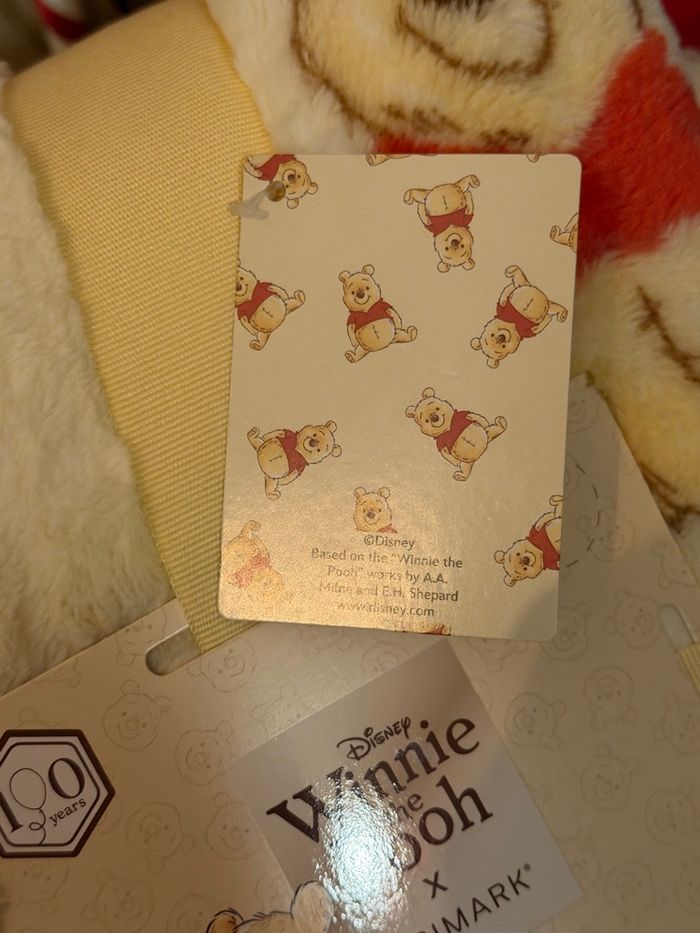 ©Disney
Based on the "Winnie the
Pooh" works by A.A.
Milne and E.H. Shepard
www.disney.com
100
years
Disney
Winnie
the
Pooh
x